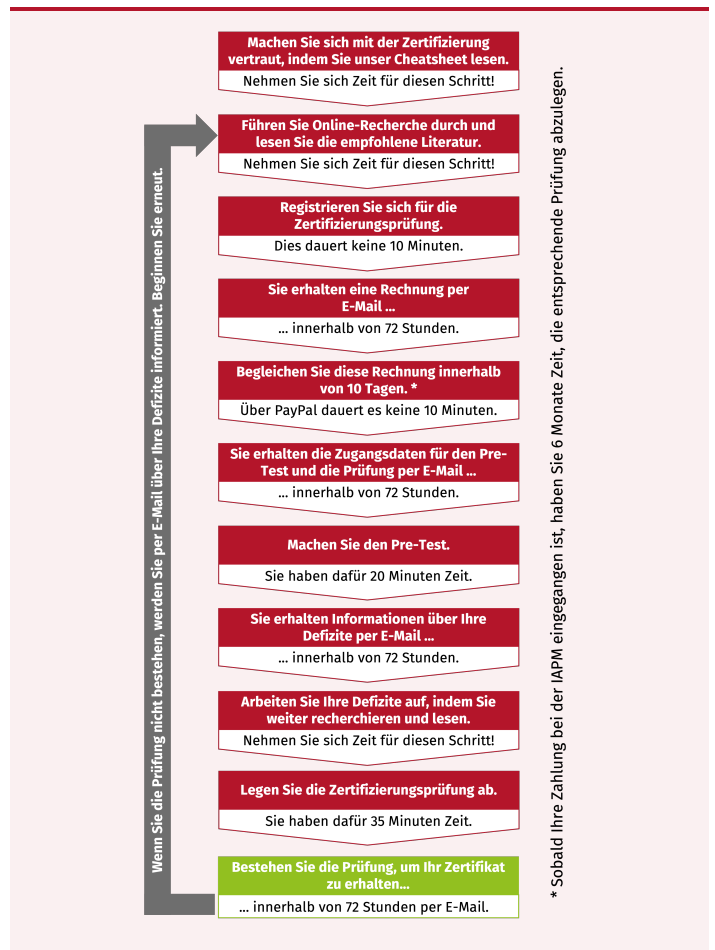 Machen Sie sich mit der Zertifizierung
vertraut, indem Sie unser Cheatsheet lesen.
Nehmen Sie sich Zeit für diesen Schritt!
Führen Sie Online-Recherche durch und
lesen Sie die empfohlene Literatur.
Nehmen Sie sich Zeit für diesen Schritt!
Registrieren Sie sich für die
Zertifizierungsprüfung.
Dies dauert keine 10 Minuten.
Sie erhalten eine Rechnung per
E-Mail ...
... innerhalb von 72 Stunden.
Begleichen Sie diese Rechnung innerhalb
von 10 Tagen. *
Über PayPal dauert es keine 10 Minuten.
Sie erhalten die Zugangsdaten für den Pre-
Test und die Prüfung per E-Mail ...
... innerhalb von 72 Stunden.
Machen Sie den Pre-Test.
Sie haben dafür 20 Minuten Zeit.
Sie erhalten Informationen über Ihre
Defizite per E-Mail ...
... innerhalb von 72 Stunden.
Arbeiten Sie Ihre Defizite auf, indem Sie
weiter recherchieren und lesen.
Nehmen Sie sich Zeit für diesen Schritt!
Legen Sie die Zertifizierungsprüfung ab.
Sie haben dafür 35 Minuten Zeit.
Bestehen Sie die Prüfung, um Ihr Zertifikat
zu erhalten...
... innerhalb von 72 Stunden per E-Mail.
Wenn Sie die Prüfung nicht bestehen, werden Sie per E-Mail über Ihre Defizite informiert. Beginnen Sie erneut.
* Sobald Ihre Zahlung bei der IAPM eingegangen ist, haben Sie 6 Monate Zeit, die entsprechende Prüfung abzulegen.